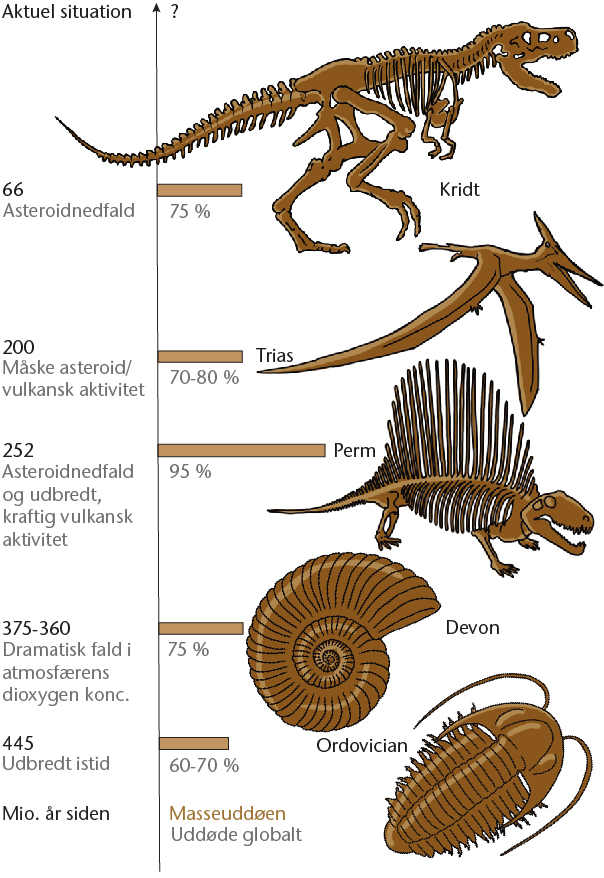 Aktuel situation
?
66
Asteroidnedfald
75 %
Kridt
200
Måske asteroid/
vulkansk aktivitet
Trias
70-80 %
252
Asteroidnedfald
og udbredt,
kraftig vulkansk
aktivitet
Perm
95 %
375-360
Dramatisk fald i
atmosfærens
dioxygen konc.
75 %
Devon
445
Udbredt istid
Ordovician
60-70 %
Mio. år siden
Masseuddøen
Uddøde globalt